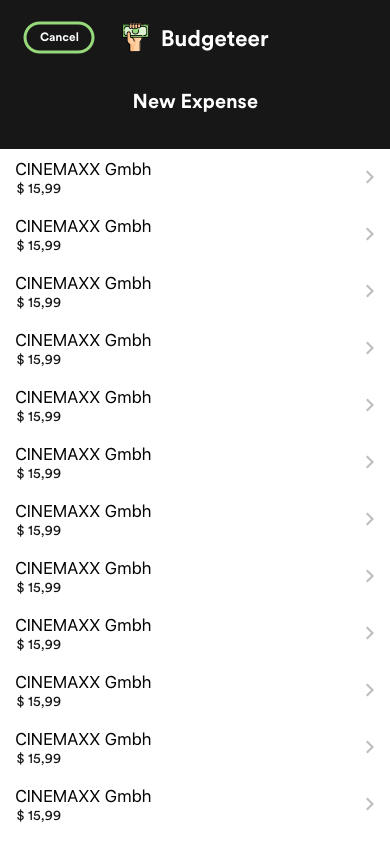 Cancel
Budgeteer
New Expense
CINEMAXX Gmbh
$ 15,99
CINEMAXX Gmbh
$ 15,99
CINEMAXX Gmbh
$ 15,99
CINEMAXX Gmbh
$ 15,99
CINEMAXX Gmbh
$ 15,99
CINEMAXX Gmbh
$ 15,99
CINEMAXX Gmbh
$ 15,99
CINEMAXX Gmbh
$ 15,99
CINEMAXX Gmbh
$ 15,99
CINEMAXX Gmbh
$ 15,99
CINEMAXX Gmbh
$ 15,99
CINEMAXX Gmbh
$ 15,99